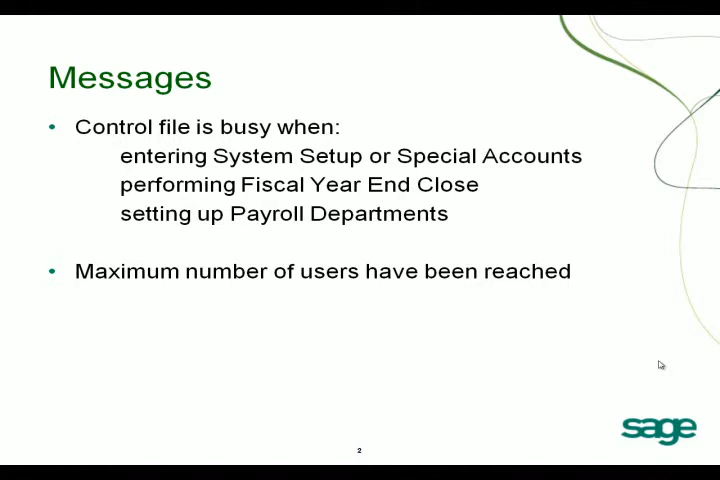 Messages
• Control file is busy when:
entering System Setup or Special Accounts
performing Fiscal Year End Close
setting up Payroll Departments
• Maximum number of users have been reached
sage
2